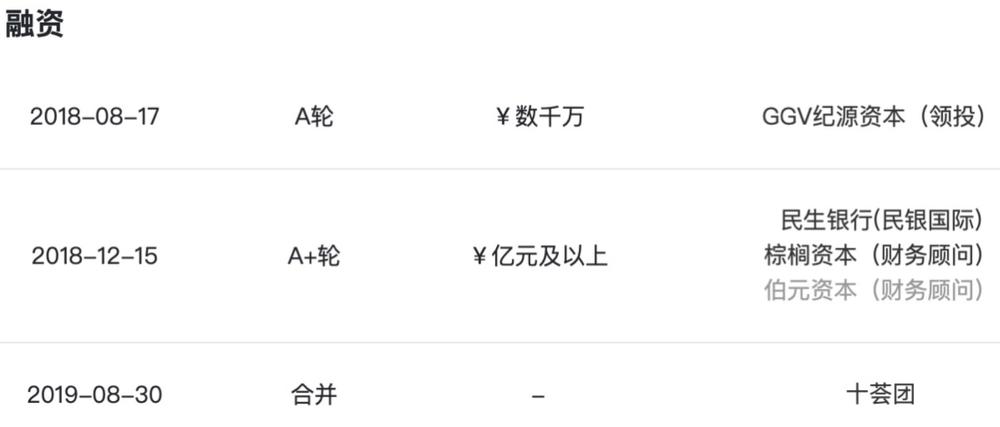 融资
2018-08-17 A轮 ¥数千万 GGV纪源资本（领投）
民生银行(民银国际)
2018-12-15 A+轮 ¥亿元及以上 棕榈资本（财务顾问）
伯元资本（财务顾问）
2019-08-30 合并 - 十荟团